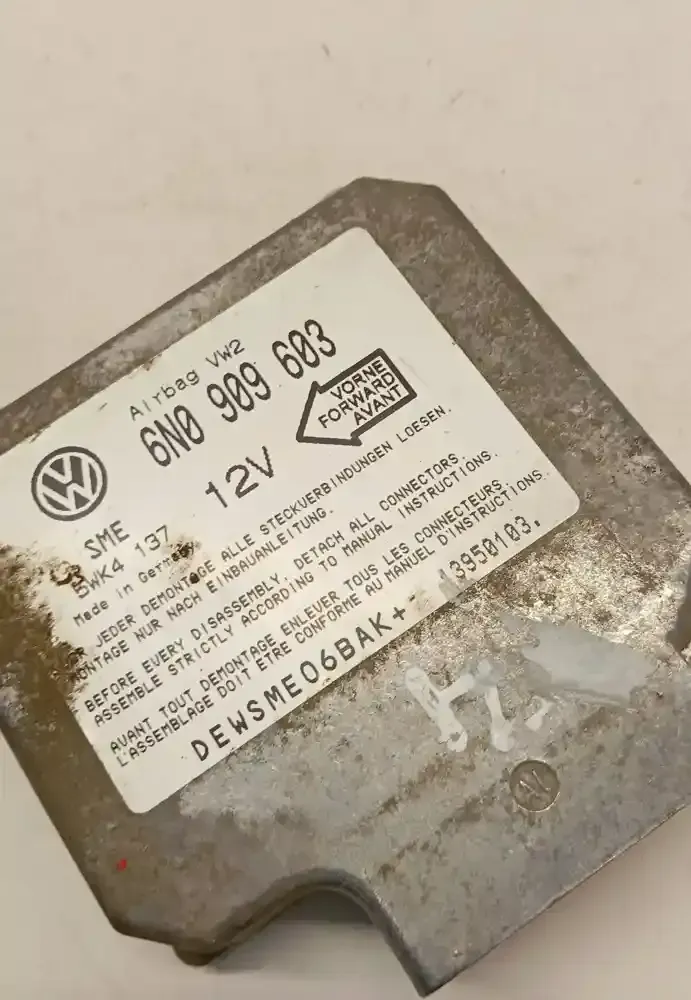 Airbag VW2
6N0 909 603
12V
VORNE
FORWARD
AVANT
SME
5WK4 137
Made in Germany
JEDER DEMONTAGE ALLE STECKVERBINDUNGEN LOESEN.
MONTAGE NUR NACH EINBAUANLEITUNG.
BEFORE EVERY DISASSEMBLY, DETACH ALL CONNECTORS.
ASSEMBLE STRICTLY ACCORDING TO MANUAL INSTRUCTIONS.
AVANT TOUT DEMONTAGE ENLEVER TOUS LES CONNECTEURS.
L'ASSEMBLAGE DOIT ETRE CONFORME AU MANUEL D'INSTRUCTIONS.
DEWSME06BAK+ 3950103.